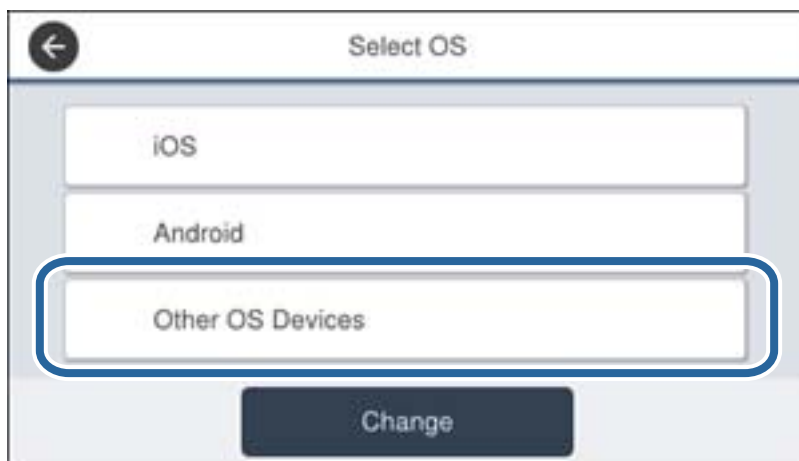 Select OS
iOS
Android
Other OS Devices
Change